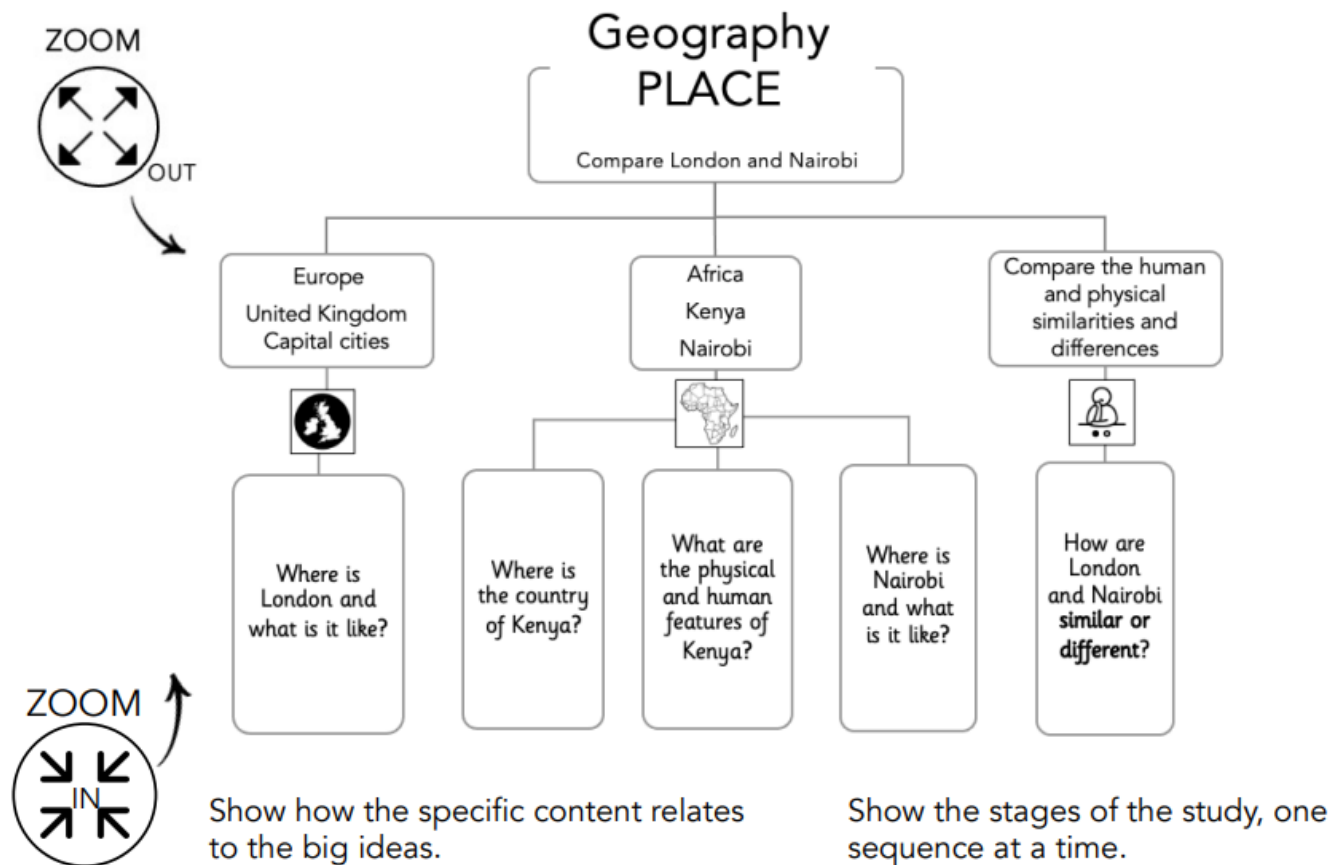 Geography
PLACE
Compare London and Nairobi
ZOOM
OUT
Europe
United Kingdom
Capital cities
Africa
Kenya
Nairobi
Compare the human
and physical
similarities and
differences
Where is
London and
what is it like?
Where is
the country
of Kenya?
What are
the physical
and human
features of
Kenya?
Where is
Nairobi
and what
is it like?
How are
London
and Nairobi
similar or
different?
ZOOM
IN
Show how the specific content relates
to the big ideas.
Show the stages of the study, one
sequence at a time.